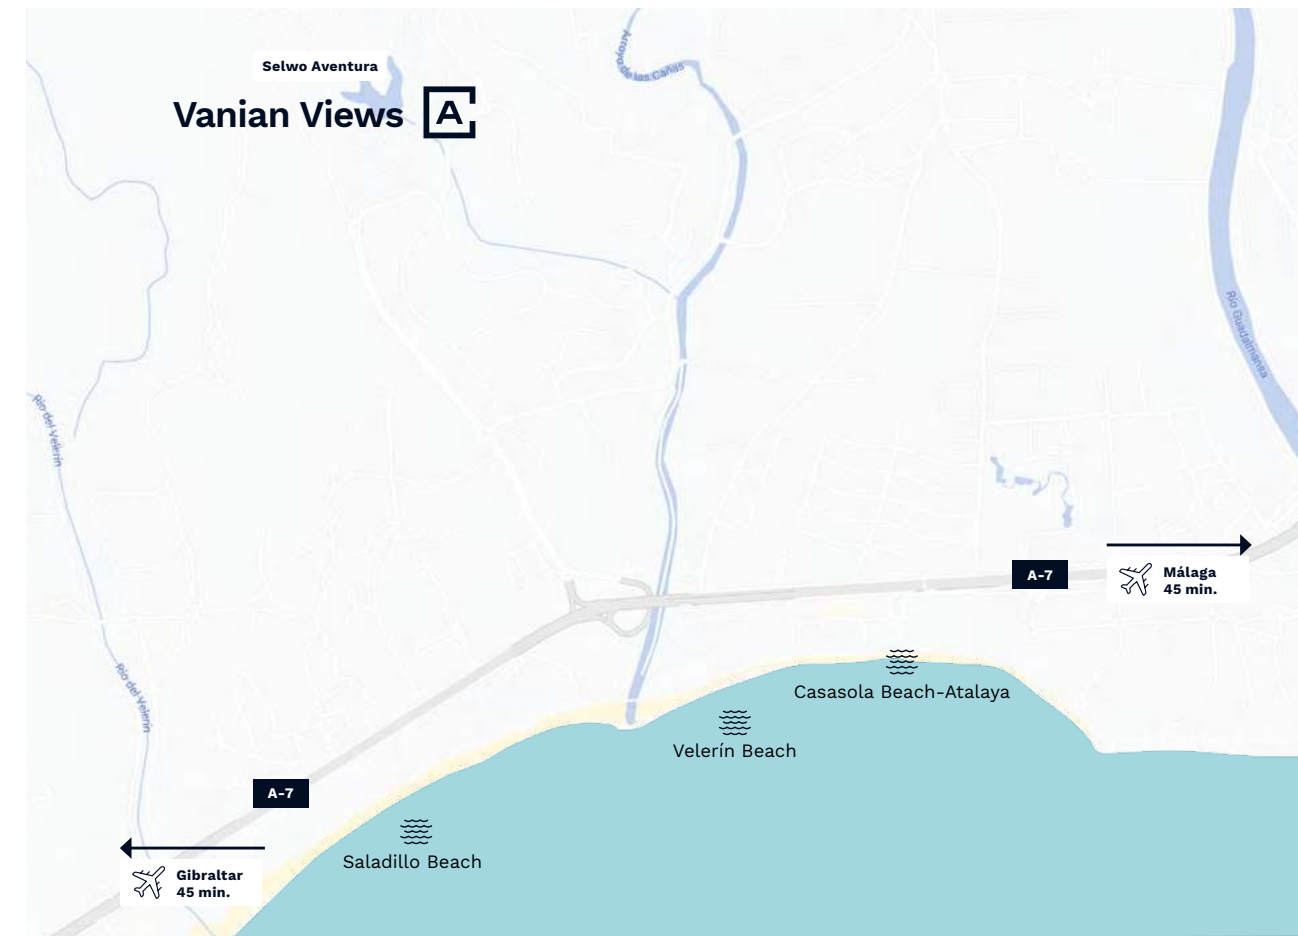 Arroyo de las Cañas
Selwo Aventura
Vanian Views A
Río Guadalmansa
Río del Velerín
A-7
Málaga
45 min.
Río del Velerín
Casasola Beach-Atalaya
Velerín Beach
A-7
Saladillo Beach
Gibraltar
45 min.